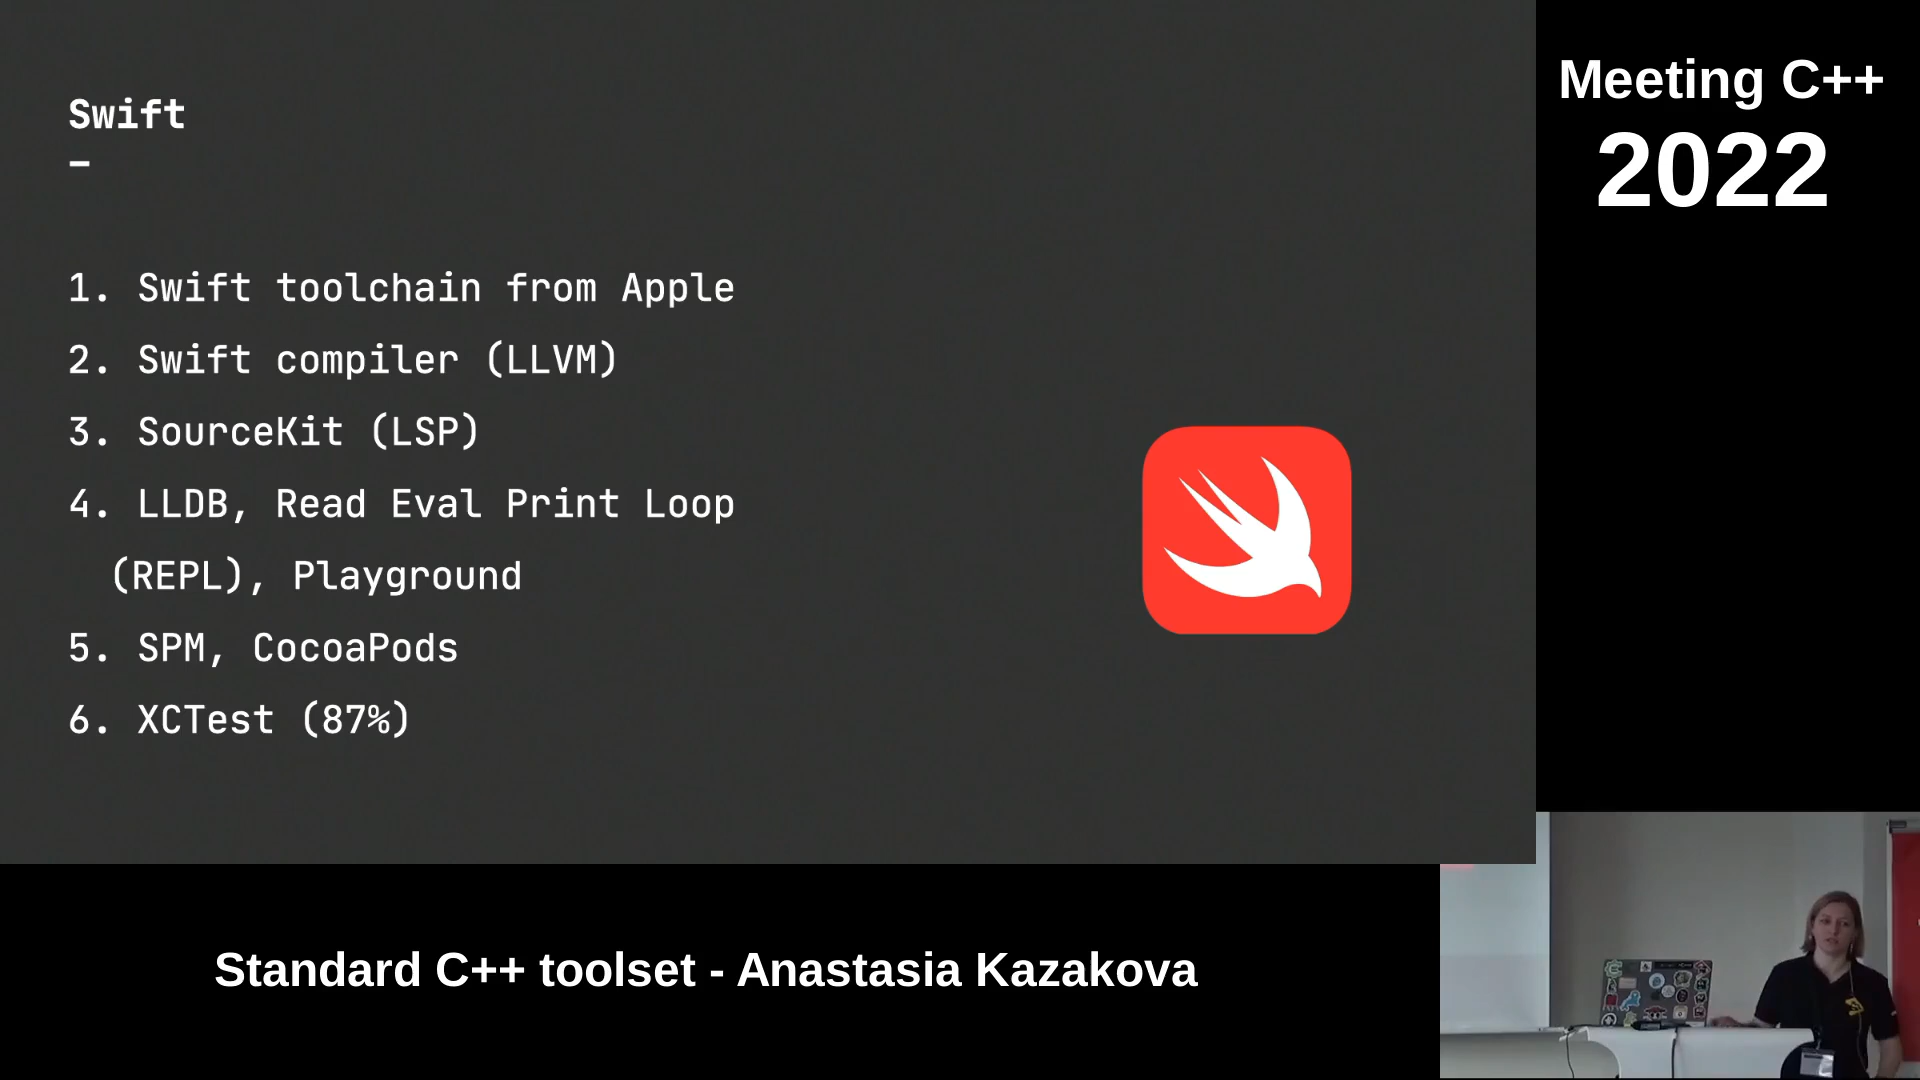 Swift
–
1. Swift toolchain from Apple
2. Swift compiler (LLVM)
3. SourceKit (LSP)
4. LLDB, Read Eval Print Loop
(REPL), Playground
5. SPM, CocoaPods
6. XCTest (87%)
Meeting C++
2022
Standard C++ toolset - Anastasia Kazakova